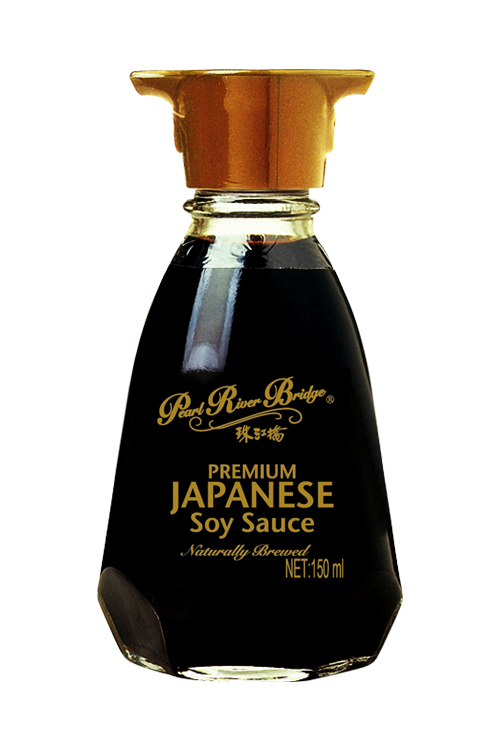 Pearl River Bridge®
珠江橋
PREMIUM
JAPANESE
Soy Sauce
Naturally Brewed
NET:150 ml